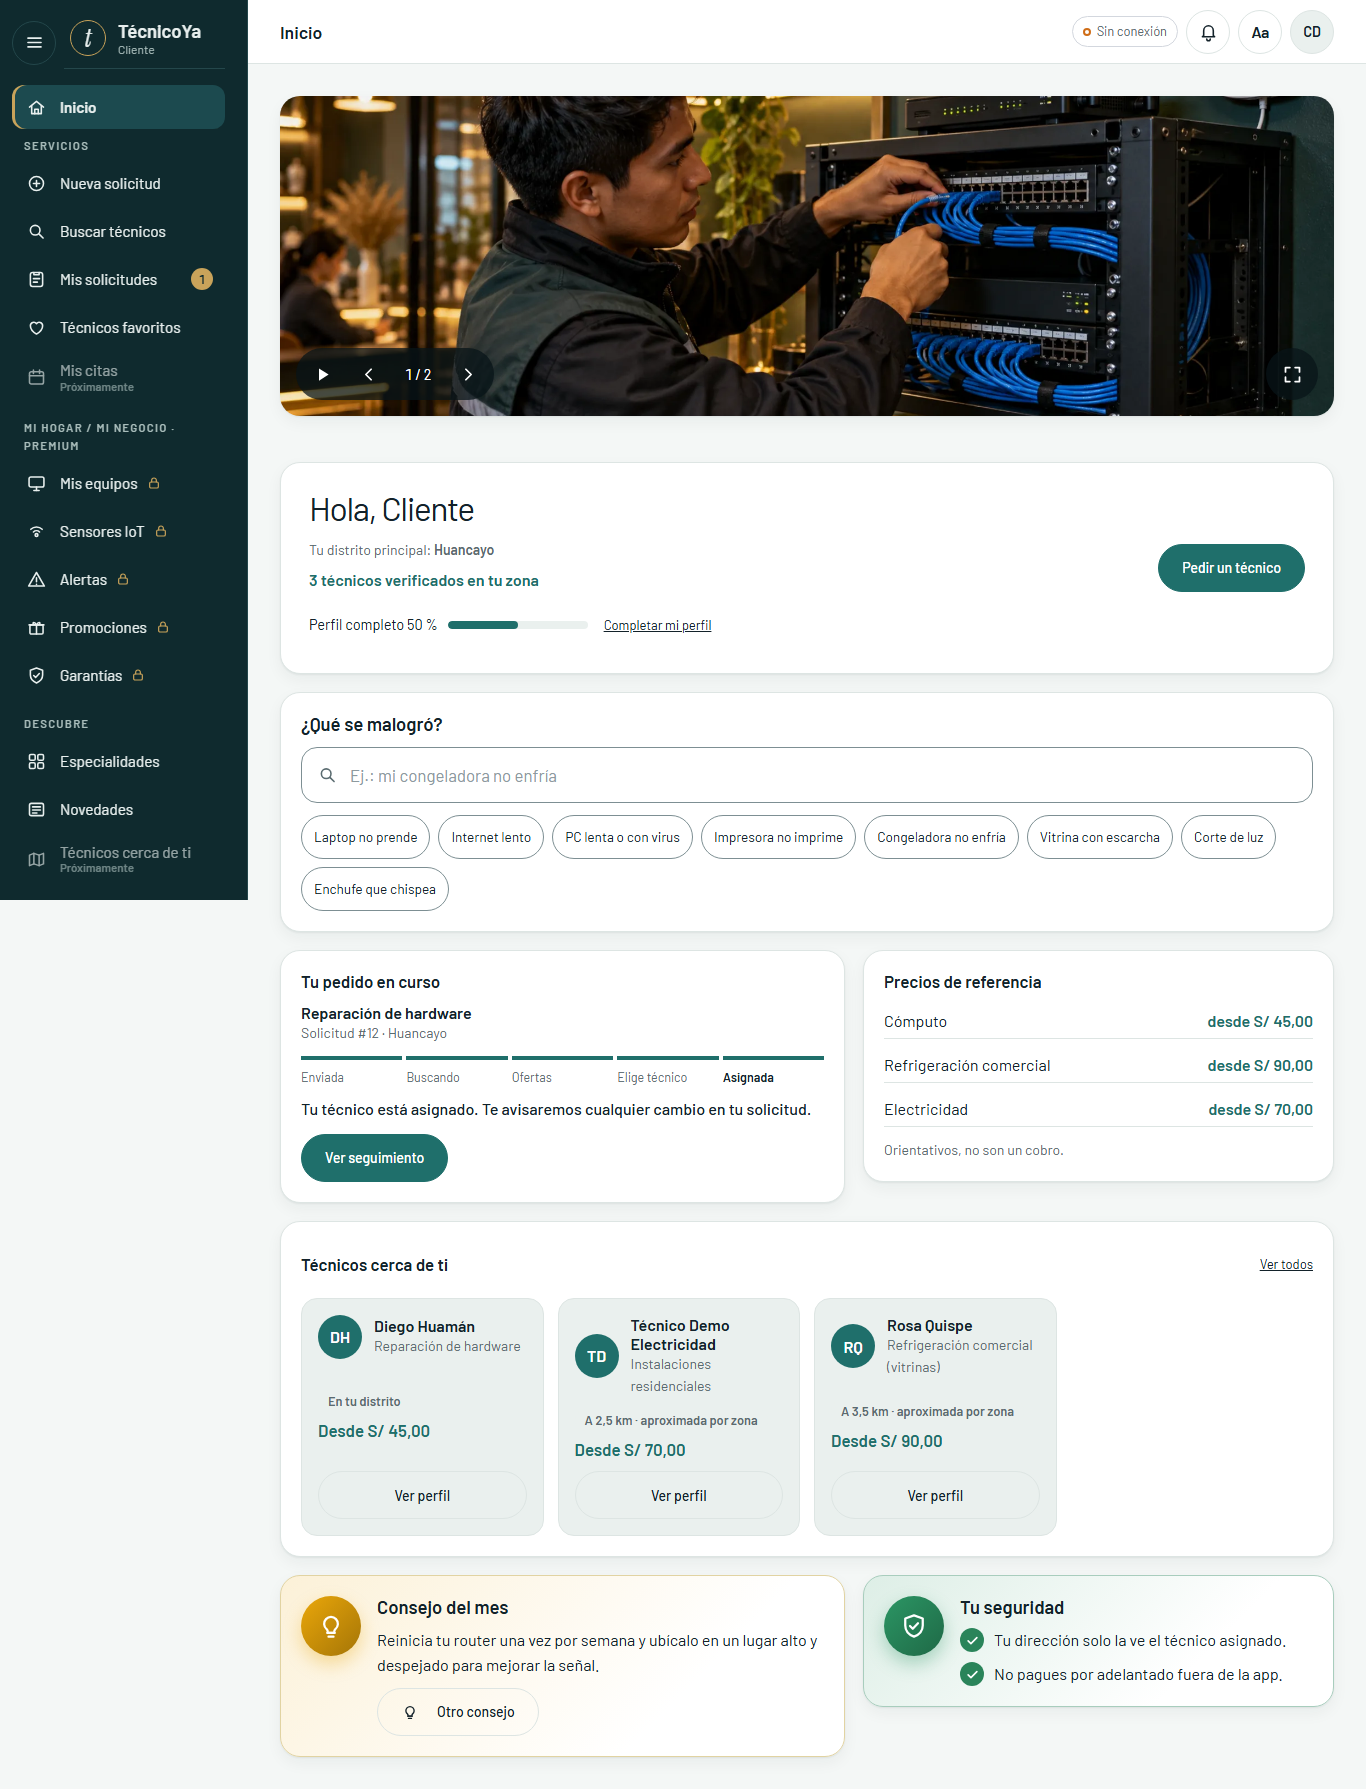 t
TécnicoYa
Cliente
Inicio
SERVICIOS
Nueva solicitud
Buscar técnicos
Mis solicitudes
1
Técnicos favoritos
Mis citas
Próximamente
MI HOGAR / MI NEGOCIO ·
PREMIUM
Mis equipos
Sensores IoT
Alertas
Promociones
Garantías
DESCUBRE
Especialidades
Novedades
Técnicos cerca de ti
Próximamente
Inicio
Sin conexión
Aa
CD
1 / 2
Hola, Cliente
Tu distrito principal: Huancayo
3 técnicos verificados en tu zona
Perfil completo 50 %
Completar mi perfil
Pedir un técnico
¿Qué se malogró?
Ej.: mi congeladora no enfría
Laptop no prende
Internet lento
PC lenta o con virus
Impresora no imprime
Congeladora no enfría
Vitrina con escarcha
Corte de luz
Enchufe que chispea
Tu pedido en curso
Reparación de hardware
Solicitud #12 · Huancayo
Enviada
Buscando
Ofertas
Elige técnico
Asignada
Tu técnico está asignado. Te avisaremos cualquier cambio en tu solicitud.
Ver seguimiento
Precios de referencia
Cómputo desde S/ 45,00
Refrigeración comercial desde S/ 90,00
Electricidad desde S/ 70,00
Orientativos, no son un cobro.
Técnicos cerca de ti
Ver todos
DH
Diego Huamán
Reparación de hardware
En tu distrito
Desde S/ 45,00
Ver perfil
TD
Técnico Demo
Electricidad
Instalaciones
residenciales
A 2,5 km · aproximada por zona
Desde S/ 70,00
Ver perfil
RQ
Rosa Quispe
Refrigeración comercial
(vitrinas)
A 3,5 km · aproximada por zona
Desde S/ 90,00
Ver perfil
Consejo del mes
Reinicia tu router una vez por semana y ubícalo en un lugar alto y
despejado para mejorar la señal.
Otro consejo
Tu seguridad
Tu dirección solo la ve el técnico asignado.
No pagues por adelantado fuera de la app.